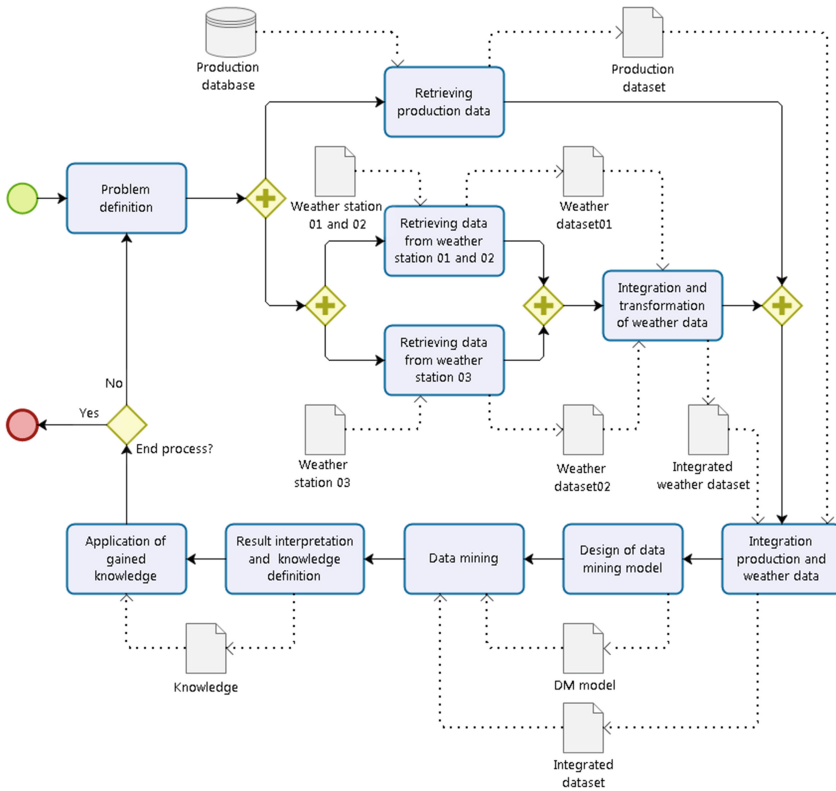 Production
database
Production
dataset
Retrieving
production data
Problem
definition
Weather station
01 and 02
Weather
dataset01
Retrieving data
from weather
station 01 and 02
Integration and
transformation
of weather data
Retrieving data
from weather
station 03
No
Yes
End process?
Weather
station 03
Weather
dataset02
Integrated
weather dataset
Application of
gained
knowledge
Result interpretation
and knowledge
definition
Data mining
Design of data
mining model
Integration
production and
weather data
Knowledge
DM model
Integrated
dataset